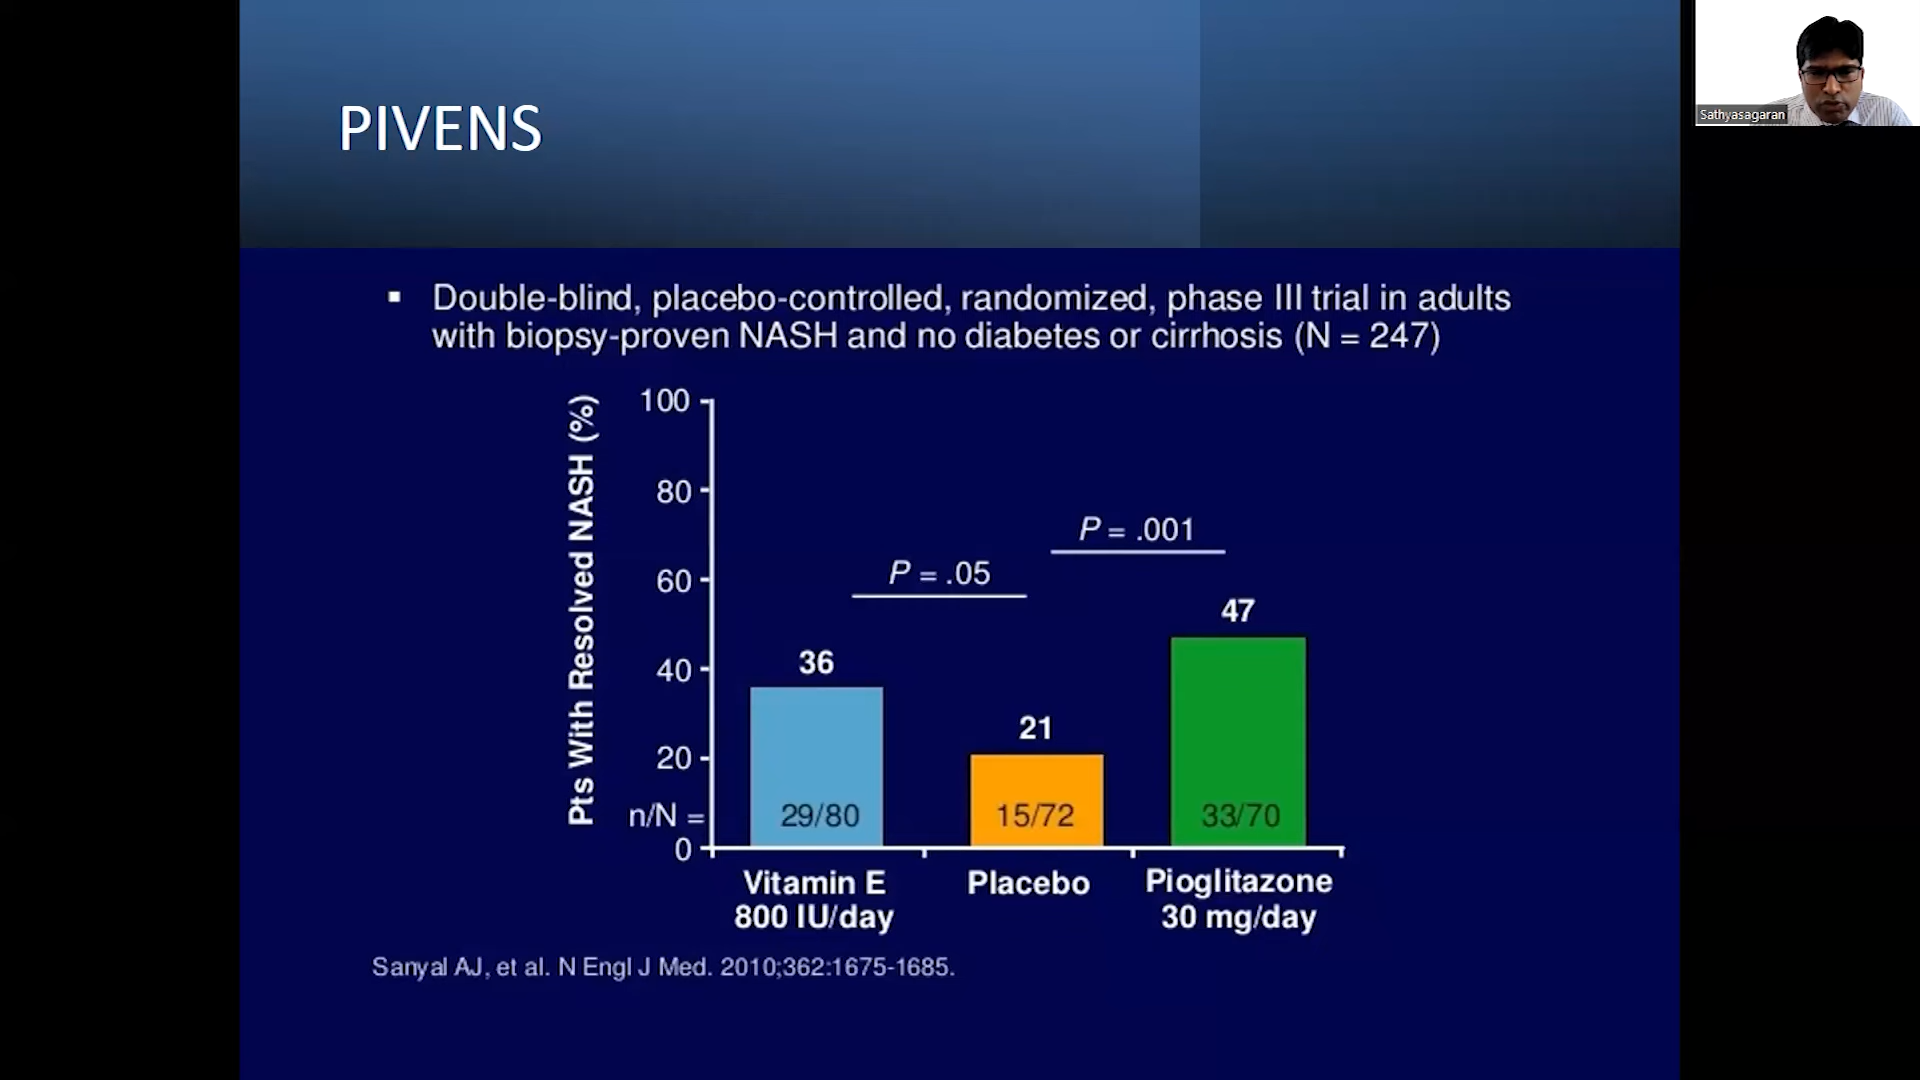 PIVENS
Sathyasagaran
▪ Double-blind, placebo-controlled, randomized, phase III trial in adults
with biopsy-proven NASH and no diabetes or cirrhosis (N = 247)
Pts With Resolved NASH (%)
100
80
60
40
20
n/N =
0
P = .05
P = .001
36
21
47
29/80
15/72
33/70
Vitamin E
800 IU/day
Placebo
Pioglitazone
30 mg/day
Sanyal AJ, et al. N Engl J Med. 2010;362:1675-1685.